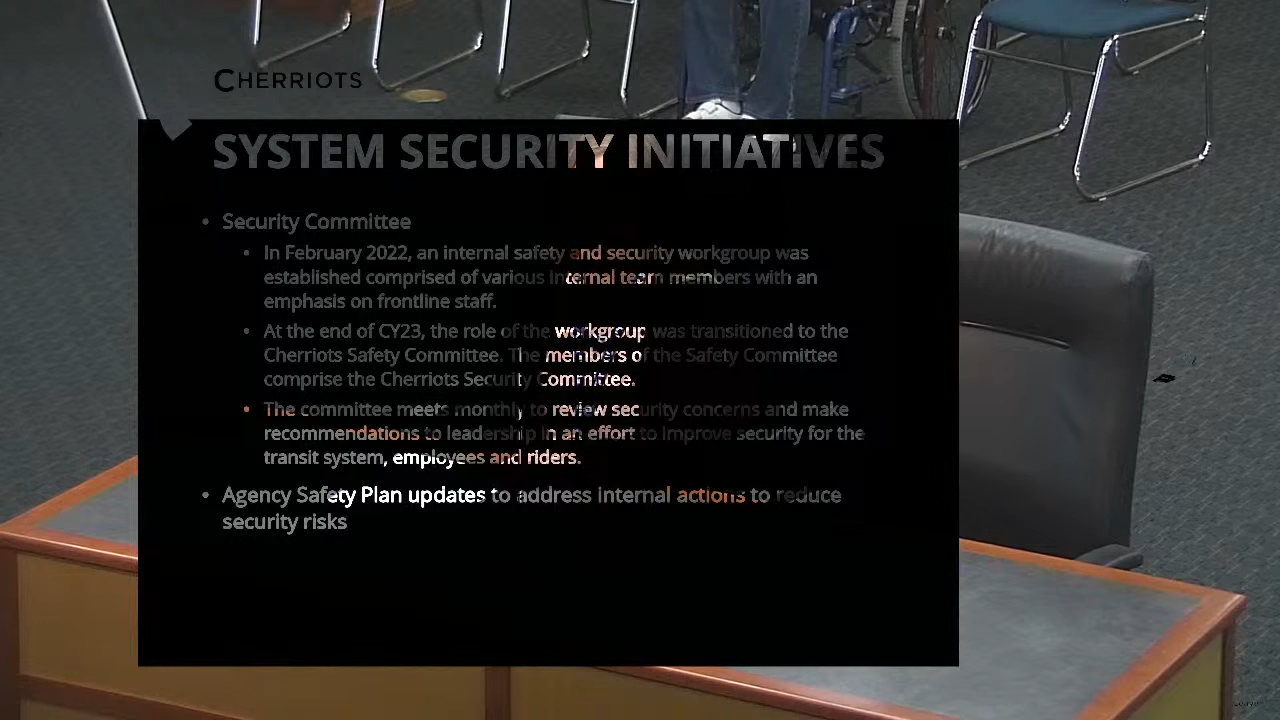 CHERRIOTS
SYSTEM SECURITY INITIATIVES
• Security Committee
• In February 2022, an internal safety and security workgroup was
established comprised of various internal team members with an
emphasis on frontline staff.
• At the end of CY23, the role of the workgroup was transitioned to the
Cherriots Safety Committee. The members of the Safety Committee
comprise the Cherriots Security Committee.
• The committee meets monthly to review security concerns and make
recommendations to leadership in an effort to improve security for the
transit system, employees and riders.
• Agency Safety Plan updates to address internal actions to reduce
security risks